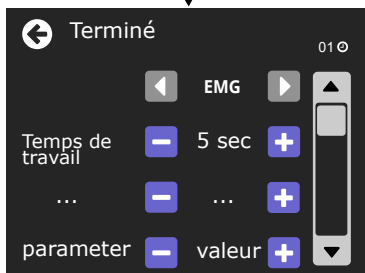 Terminé
01
EMG
Temps de
travail
5 sec
...
...
parameter
valeur